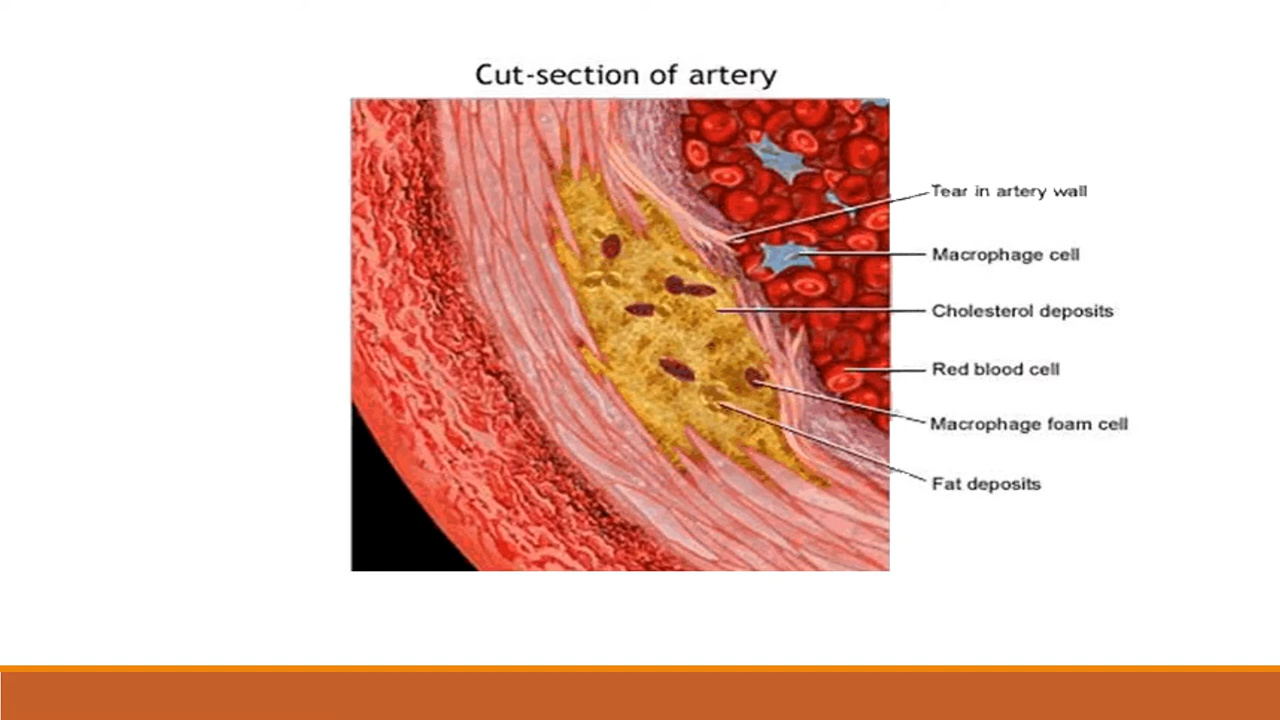 Cut-section of artery
Tear in artery wall
Macrophage cell
Cholesterol deposits
Red blood cell
Macrophage foam cell
Fat deposits